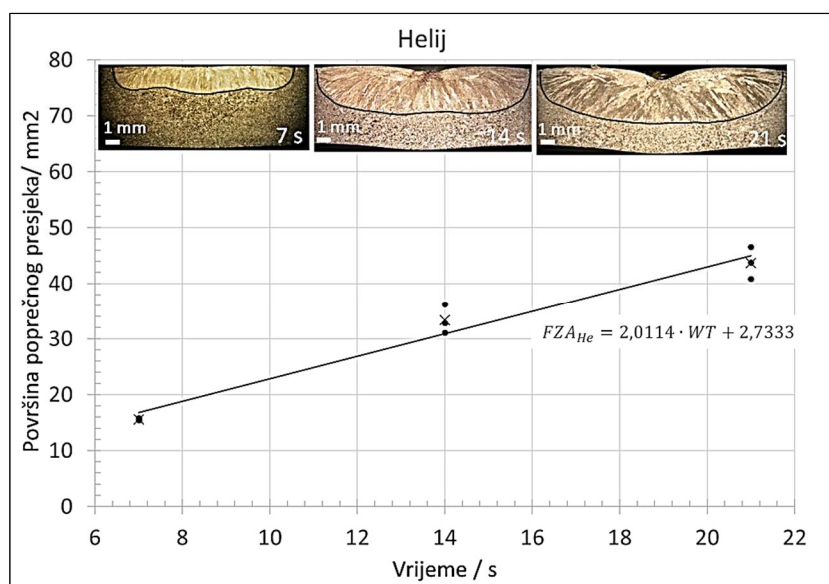 Helij
80
70
60
50
40
30
20
10
0
1 mm
7 s
1 mm
14 s
1 mm
21 s
Površina poprečnog presjeka/ mm2
FZA_He = 2,0114 · WT + 2,7333
6 8 10 12 14 16 18 20 22
Vrijeme / s